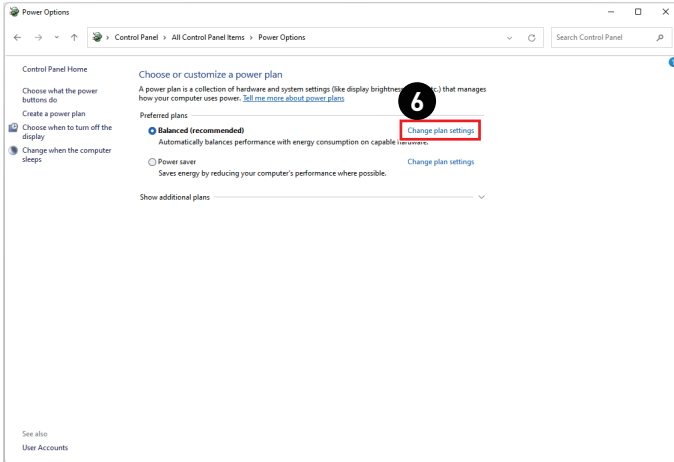 Power Options
Control Panel > All Control Panel Items > Power Options
Search Control Panel
Control Panel Home
Choose what the power
buttons do
Create a power plan
Choose when to turn off the
display
Change when the computer
sleeps
Choose or customize a power plan
A power plan is a collection of hardware and system settings (like display brightness, etc.) that manages
how your computer uses power. Tell me more about power plans
6
Preferred plans
Balanced (recommended)
Change plan settings
Automatically balances performance with energy consumption on capable hardware.
Power saver
Change plan settings
Saves energy by reducing your computer's performance where possible.
Show additional plans
See also
User Accounts